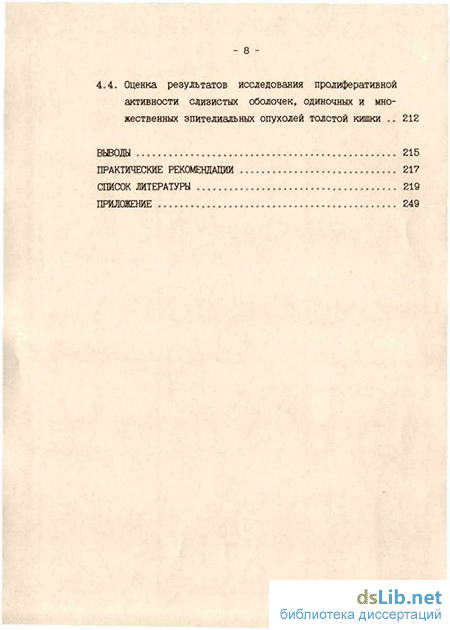 - 8 -
4.4. Оценка результатов исследования пролиферативной
активности слизистых оболочек, одиночных и мно-
жественных эпителиальных опухолей толстой кишки .. 212
ВЫВОДЫ ........................................ 215
ПРАКТИЧЕСКИЕ РЕКОМЕНДАЦИИ ........................ 217
СПИСОК ЛИТЕРАТУРЫ .............................. 219
ПРИЛОЖЕНИЕ ..................................... 249
dsLib.net
библиотека диссертаций